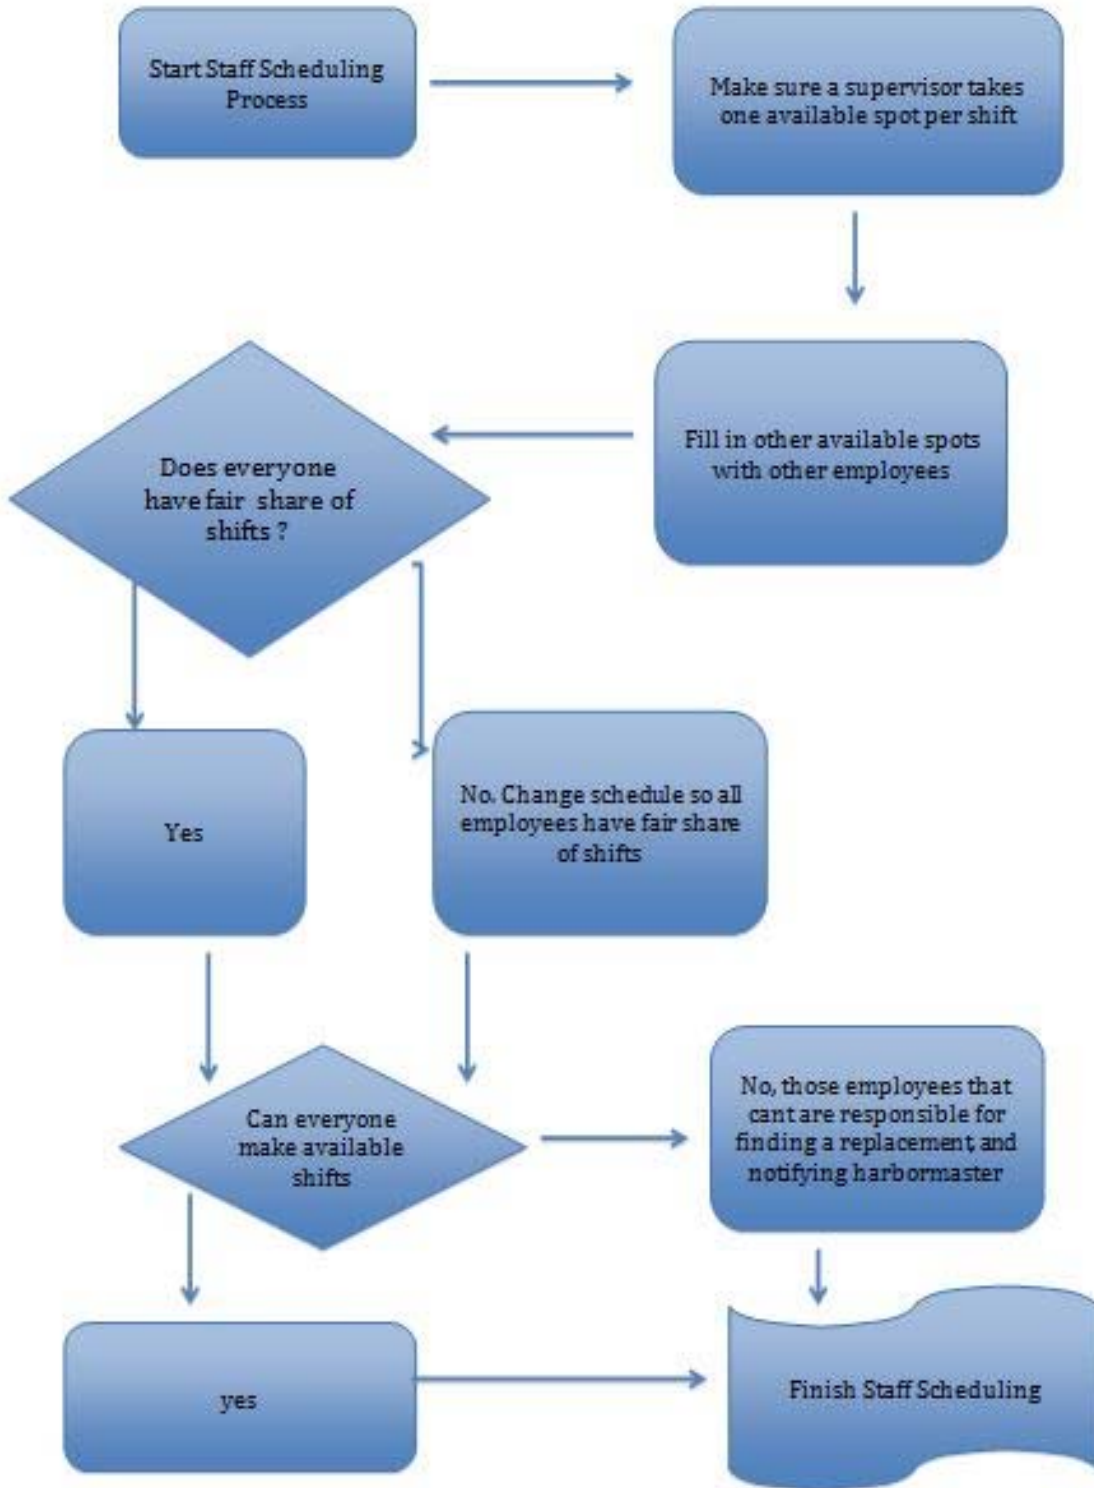 Start Staff Scheduling
Process
Make sure a supervisor takes
one available spot per shift
Fill in other available spots
with other employees
Does everyone
have fair share of
shifts ?
Yes
No. Change schedule so all
employees have fair share
of shifts
Can everyone
make available
shifts
No, those employees that
cant are responsible for
finding a replacement, and
notifying harbormaster
yes
Finish Staff Scheduling